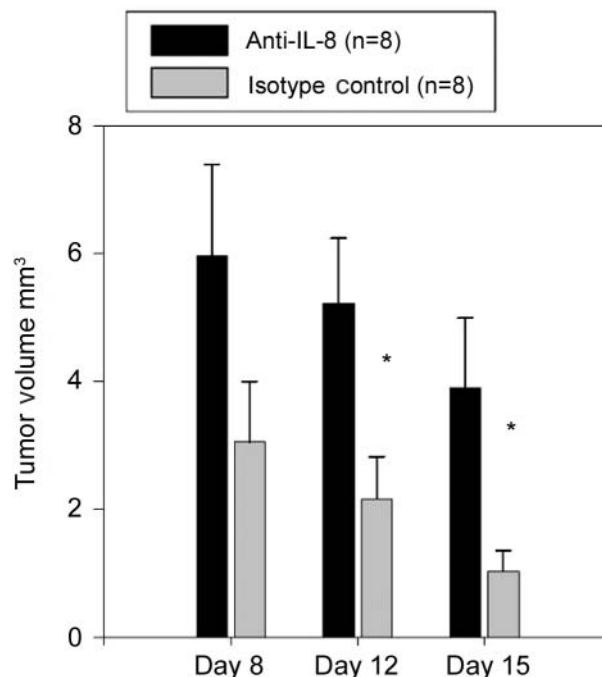 Anti-IL-8 (n=8)
Isotype control (n=8)
8
6
4
2
0
Tumor volume mm³
*
*
Day 8 Day 12 Day 15